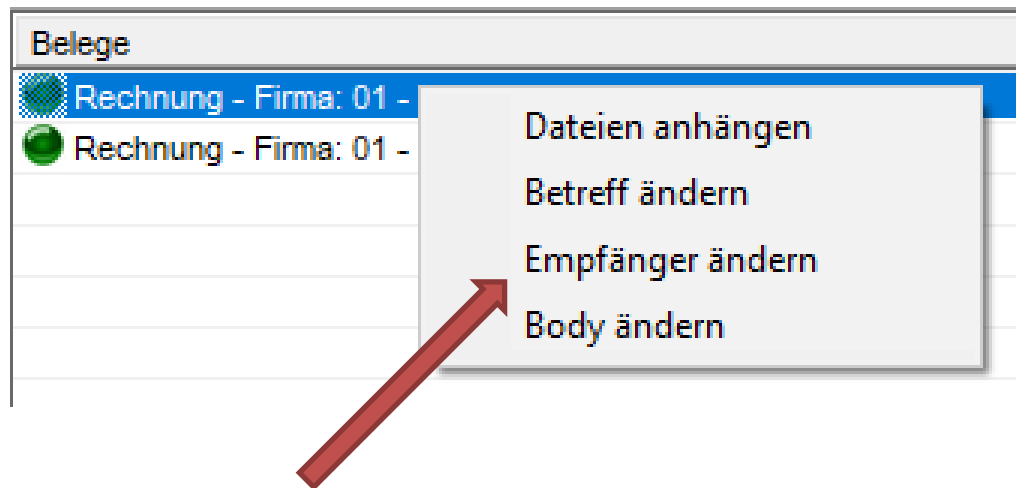 Belege
Rechnung - Firma: 01 -
Rechnung - Firma: 01 -
Dateien anhängen
Betreff ändern
Empfänger ändern
Body ändern